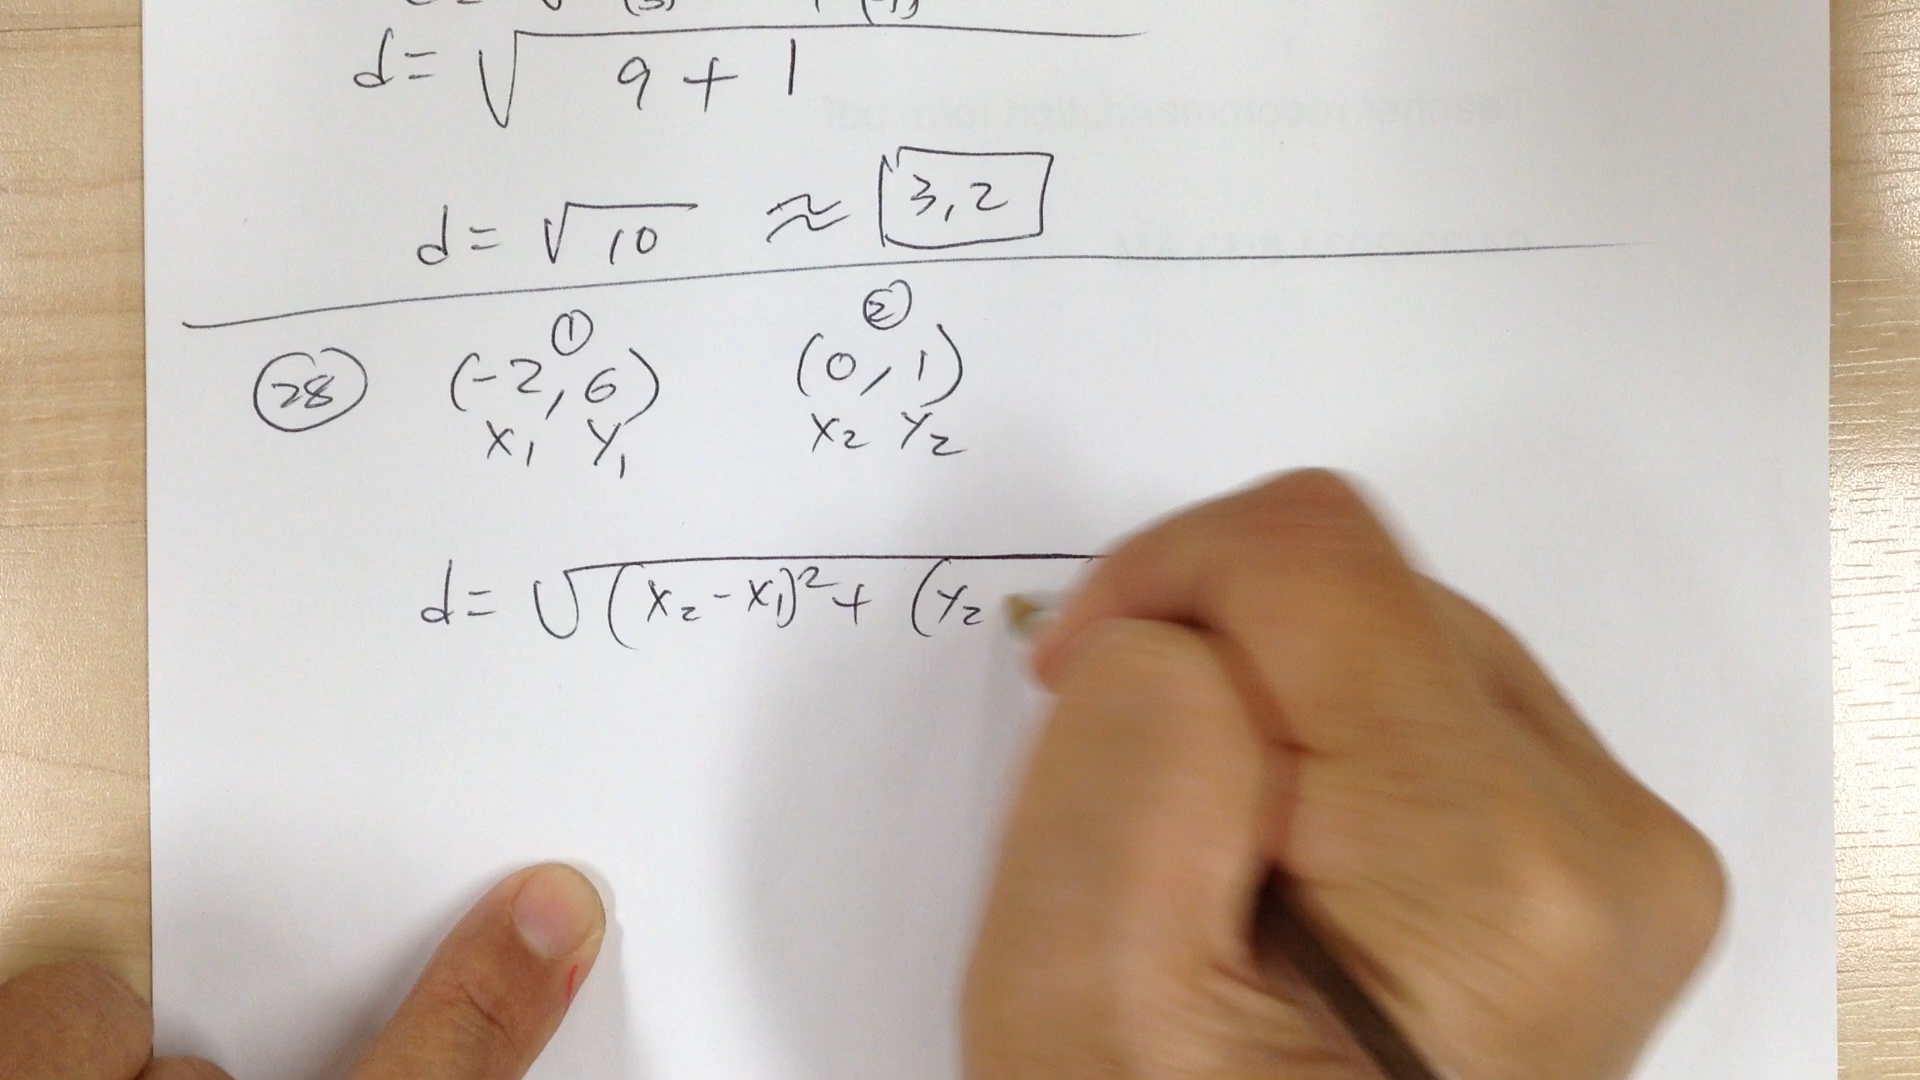 d = √ 9 + 1
d = √10 ≈ 3,2
① ②
28 (-2, 6) (0, 1)
x₁ y₁ x₂ y₂
d = √(x₂ - x₁)² + (y₂